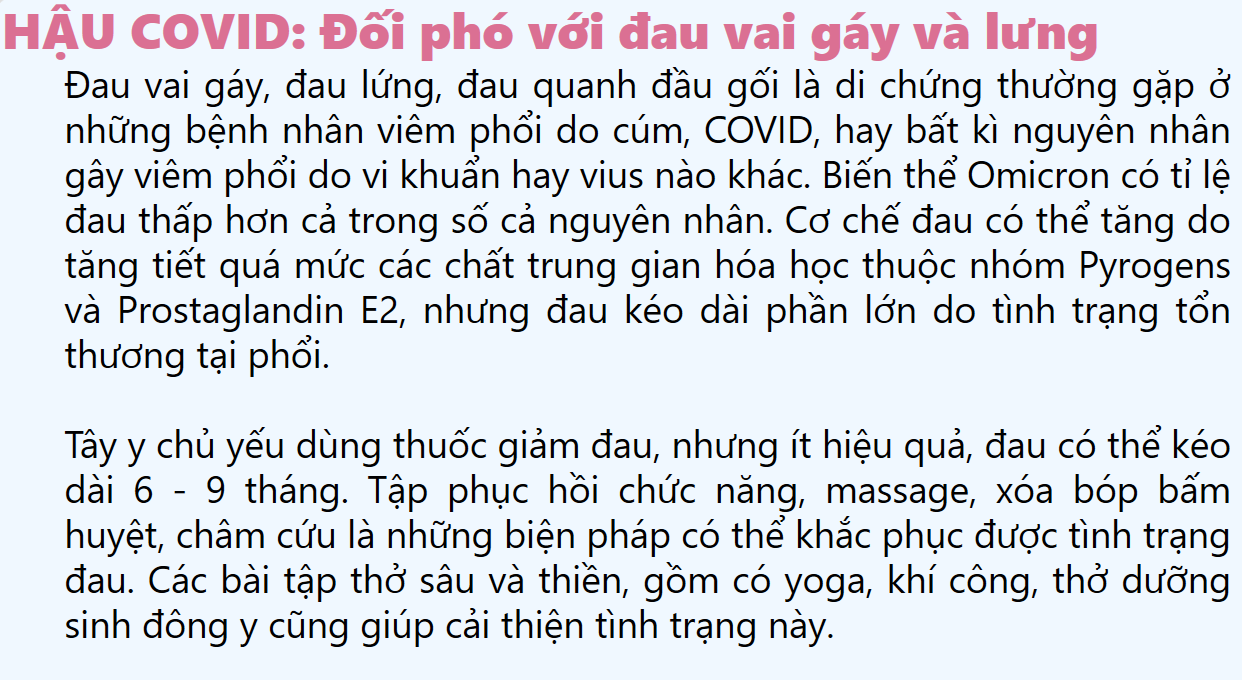 HẬU COVID: Đối phó với đau vai gáy và lưng
Đau vai gáy, đau lứng, đau quanh đầu gối là di chứng thường gặp ở
những bệnh nhân viêm phổi do cúm, COVID, hay bất kì nguyên nhân
gây viêm phổi do vi khuẩn hay vius nào khác. Biến thể Omicron có tỉ lệ
đau thấp hơn cả trong số cả nguyên nhân. Cơ chế đau có thể tăng do
tăng tiết quá mức các chất trung gian hóa học thuộc nhóm Pyrogens
và Prostaglandin E2, nhưng đau kéo dài phần lớn do tình trạng tổn
thương tại phổi.
Tây y chủ yếu dùng thuốc giảm đau, nhưng ít hiệu quả, đau có thể kéo
dài 6 - 9 tháng. Tập phục hồi chức năng, massage, xóa bóp bấm
huyệt, châm cứu là những biện pháp có thể khắc phục được tình trạng
đau. Các bài tập thở sâu và thiền, gồm có yoga, khí công, thở dưỡng
sinh đông y cũng giúp cải thiện tình trạng này.